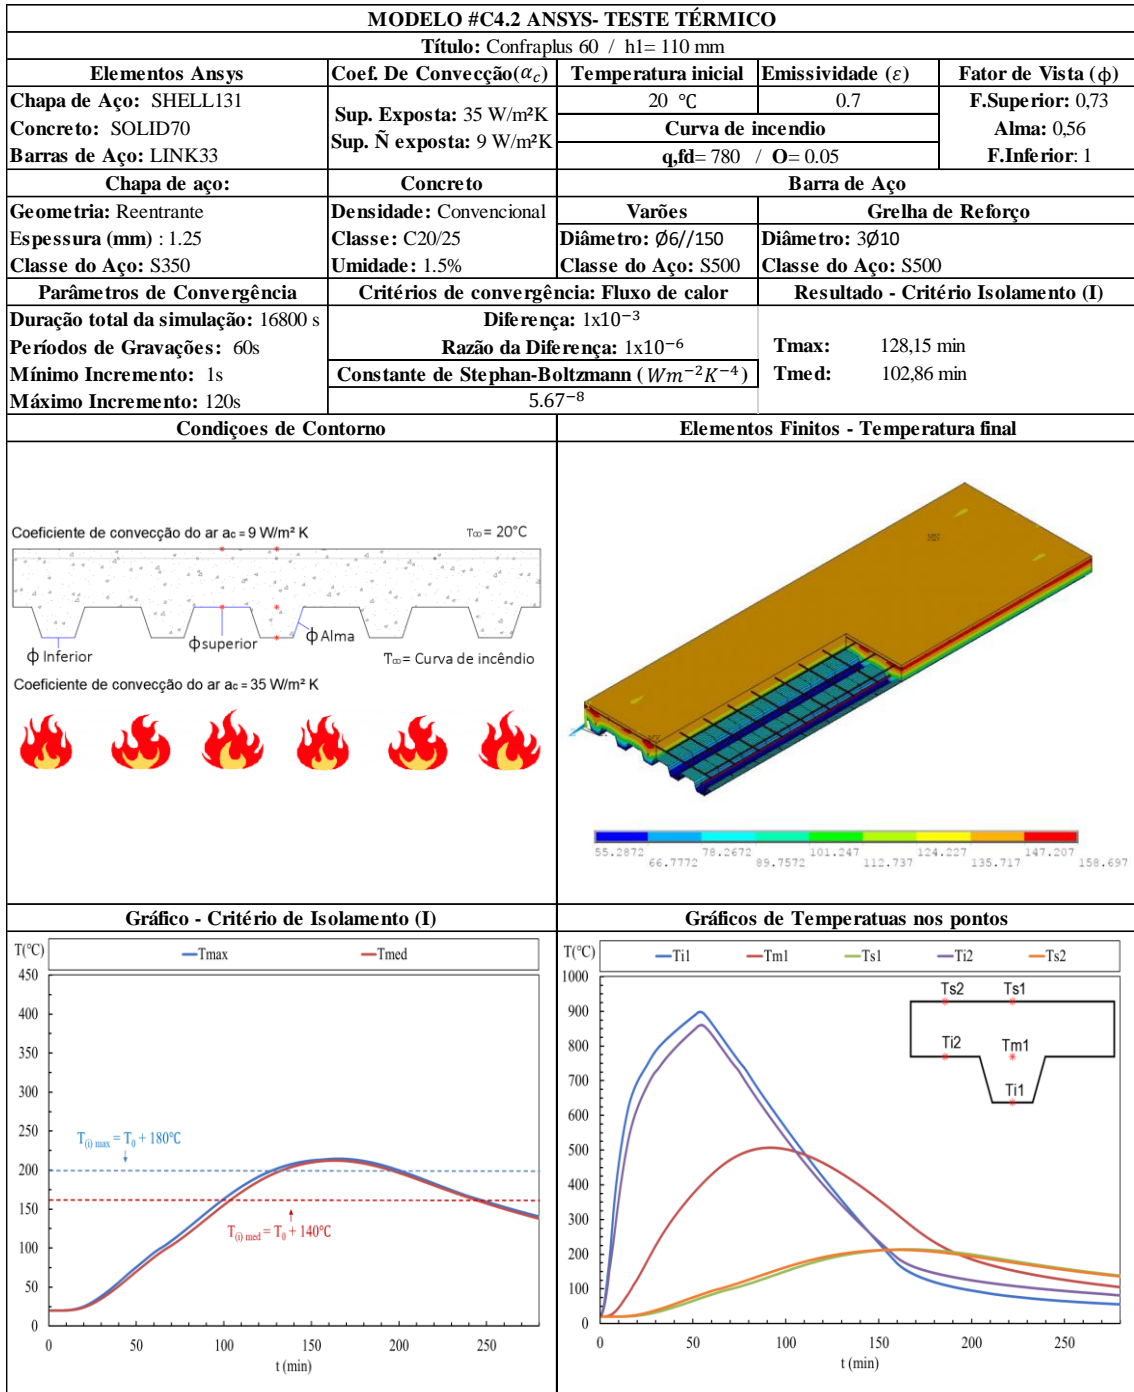 MODELO #C4.2 ANSYS- TESTE TÉRMICO
Título: Confraplus 60 / h1= 110 mm
Elementos Ansys
Coef. De Convecção(α_c)
Temperatura inicial
Emissividade (ε)
Fator de Vista (ϕ)
Chapa de Aço: SHELL131
Concreto: SOLID70
Barras de Aço: LINK33
Sup. Exposta: 35 W/m²K
Sup. Ñ exposta: 9 W/m²K
20 °C
0.7
Curva de incendio
q,fd= 780 / O= 0.05
F.Superior: 0,73
Alma: 0,56
F.Inferior: 1
Chapa de aço:
Concreto
Barra de Aço
Geometria: Reentrante
Espessura (mm) : 1.25
Classe do Aço: S350
Densidade: Convencional
Classe: C20/25
Umidade: 1.5%
Varões
Diâmetro: Ø6//150
Classe do Aço: S500
Grelha de Reforço
Diâmetro: 3Ø10
Classe do Aço: S500
Parâmetros de Convergência
Critérios de convergência: Fluxo de calor
Resultado - Critério Isolamento (I)
Duração total da simulação: 16800 s
Períodos de Gravações: 60s
Mínimo Incremento: 1s
Máximo Incremento: 120s
Diferença: 1x10⁻³
Razão da Diferença: 1x10⁻⁶
Constante de Stephan-Boltzmann (Wm⁻²K⁻⁴)
5.67⁻⁸
Tmax: 128,15 min
Tmed: 102,86 min
Condiçoes de Contorno
Elementos Finitos - Temperatura final
Coeficiente de convecção do ar ac = 9 W/m² K
T∞= 20°C
ϕ Inferior
ϕsuperior
ϕ Alma
T∞= Curva de incêndio
Coeficiente de convecção do ar ac = 35 W/m² K
MN
55.2872
66.7772
78.2672
89.7572
101.247
112.737
124.227
135.717
147.207
158.697
Gráfico - Critério de Isolamento (I)
Gráficos de Temperatuas nos pontos
T(°C)
Tmax
Tmed
450
400
350
300
250
200
150
100
50
0
T(i) max = T0 + 180°C
T(i) med = T0 + 140°C
0 50 100 150 200 250
t (min)
T(°C)
Ti1
Tm1
Ts1
Ti2
Ts2
1000
900
800
700
600
500
400
300
200
100
0
Ts2
Ts1
Ti2
Tm1
Ti1
0 50 100 150 200 250
t (min)